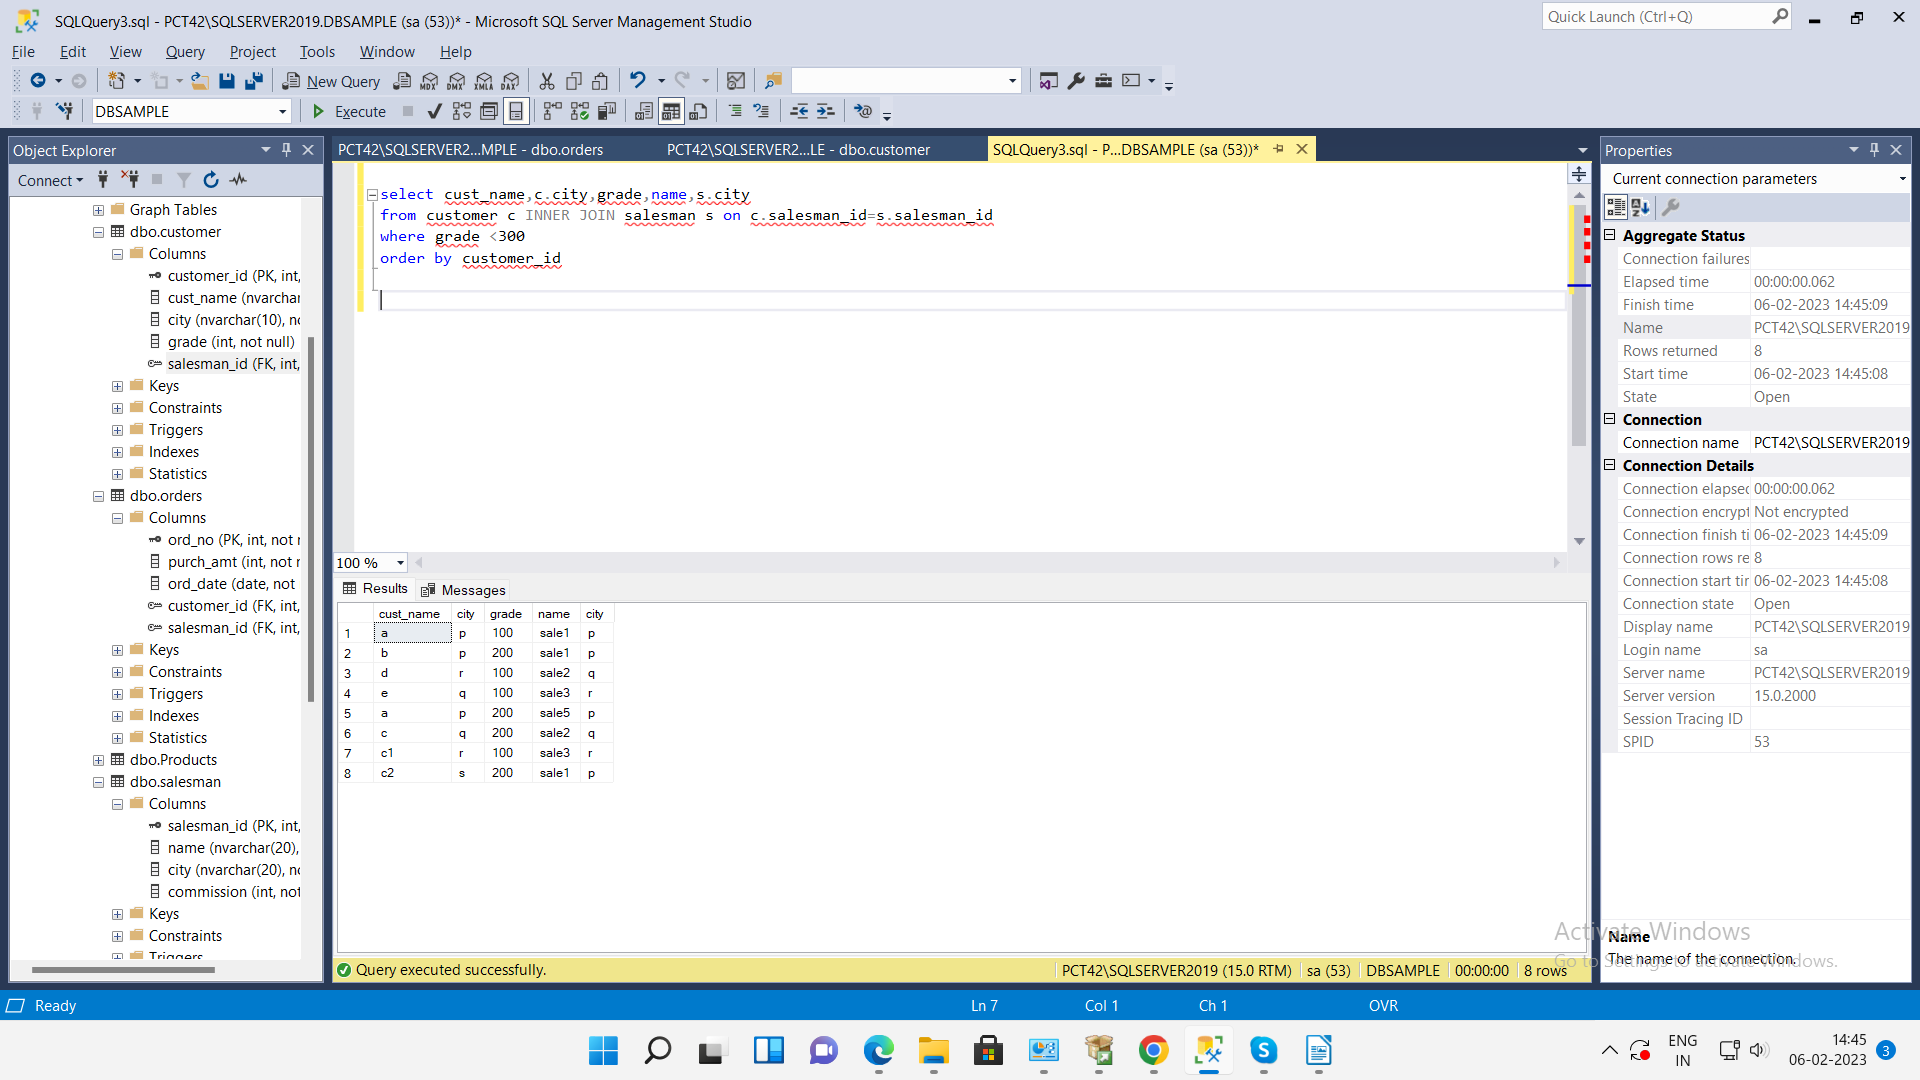 SQLQuery3.sql - PCT42\SQLSERVER2019.DBSAMPLE (sa (53))* - Microsoft SQL Server Management Studio
Quick Launch (Ctrl+Q)
File Edit View Query Project Tools Window Help
New Query
MDX DMX XMLA DAX
DBSAMPLE
Execute
Object Explorer
Connect
Graph Tables
dbo.customer
Columns
customer_id (PK, int,
cust_name (nvarchar
city (nvarchar(10), no
grade (int, not null)
salesman_id (FK, int,
Keys
Constraints
Triggers
Indexes
Statistics
dbo.orders
Columns
ord_no (PK, int, not r
purch_amt (int, not r
ord_date (date, not
customer_id (FK, int,
salesman_id (FK, int,
Keys
Constraints
Triggers
Indexes
Statistics
dbo.Products
dbo.salesman
Columns
salesman_id (PK, int,
name (nvarchar(20),
city (nvarchar(20), no
commission (int, not
Keys
Constraints
Triggers
PCT42\SQLSERVER2...MPLE - dbo.orders
PCT42\SQLSERVER2...LE - dbo.customer
SQLQuery3.sql - P...DBSAMPLE (sa (53))*
select cust_name,c.city,grade,name,s.city
from customer c INNER JOIN salesman s on c.salesman_id=s.salesman_id
where grade <300
order by customer_id
100 %
Results Messages
cust_name city grade name city
1 a p 100 sale1 p
2 b p 200 sale1 p
3 d r 100 sale2 q
4 e q 100 sale3 r
5 a p 200 sale5 p
6 c q 200 sale2 q
7 c1 r 100 sale3 r
8 c2 s 200 sale1 p
Query executed successfully.
PCT42\SQLSERVER2019 (15.0 RTM) sa (53) DBSAMPLE 00:00:00 8 rows
Properties
Current connection parameters
Aggregate Status
Connection failures
Elapsed time 00:00:00.062
Finish time 06-02-2023 14:45:09
Name PCT42\SQLSERVER2019
Rows returned 8
Start time 06-02-2023 14:45:08
State Open
Connection
Connection name PCT42\SQLSERVER2019
Connection Details
Connection elapsec 00:00:00.062
Connection encrypt Not encrypted
Connection finish ti 06-02-2023 14:45:09
Connection rows re 8
Connection start tir 06-02-2023 14:45:08
Connection state Open
Display name PCT42\SQLSERVER2019
Login name sa
Server name PCT42\SQLSERVER2019
Server version 15.0.2000
Session Tracing ID
SPID 53
Name
The name of the connection.
Activate Windows
Go to Settings to activate Windows.
Ready
Ln 7 Col 1 Ch 1 OVR
ENG
IN
14:45
06-02-2023
3